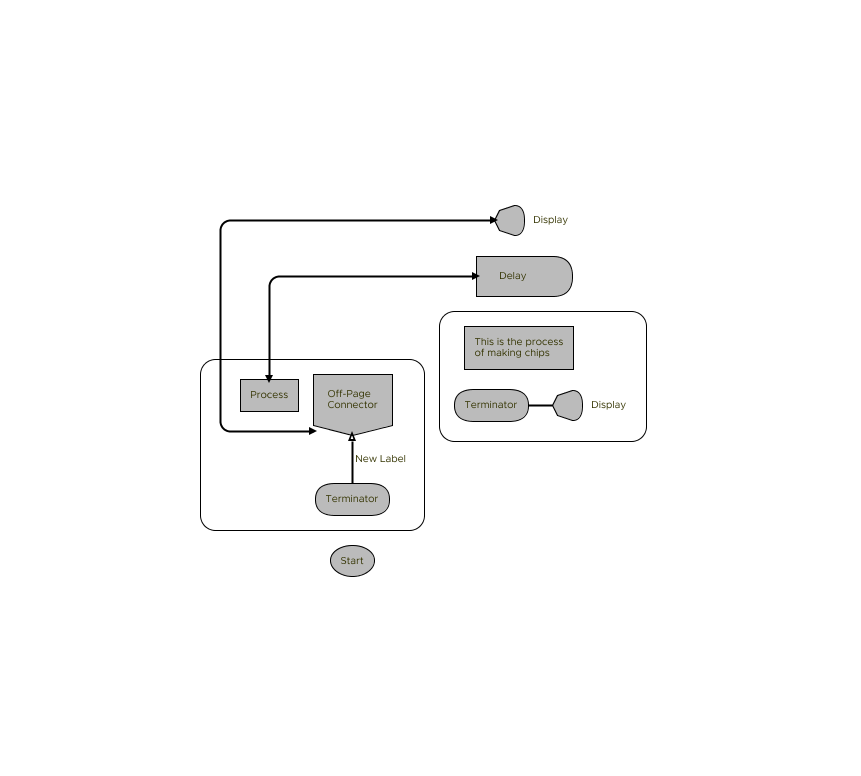 Display
Delay
This is the process
of making chips
Process
Off-Page
Connector
Terminator
Display
New Label
Terminator
Start